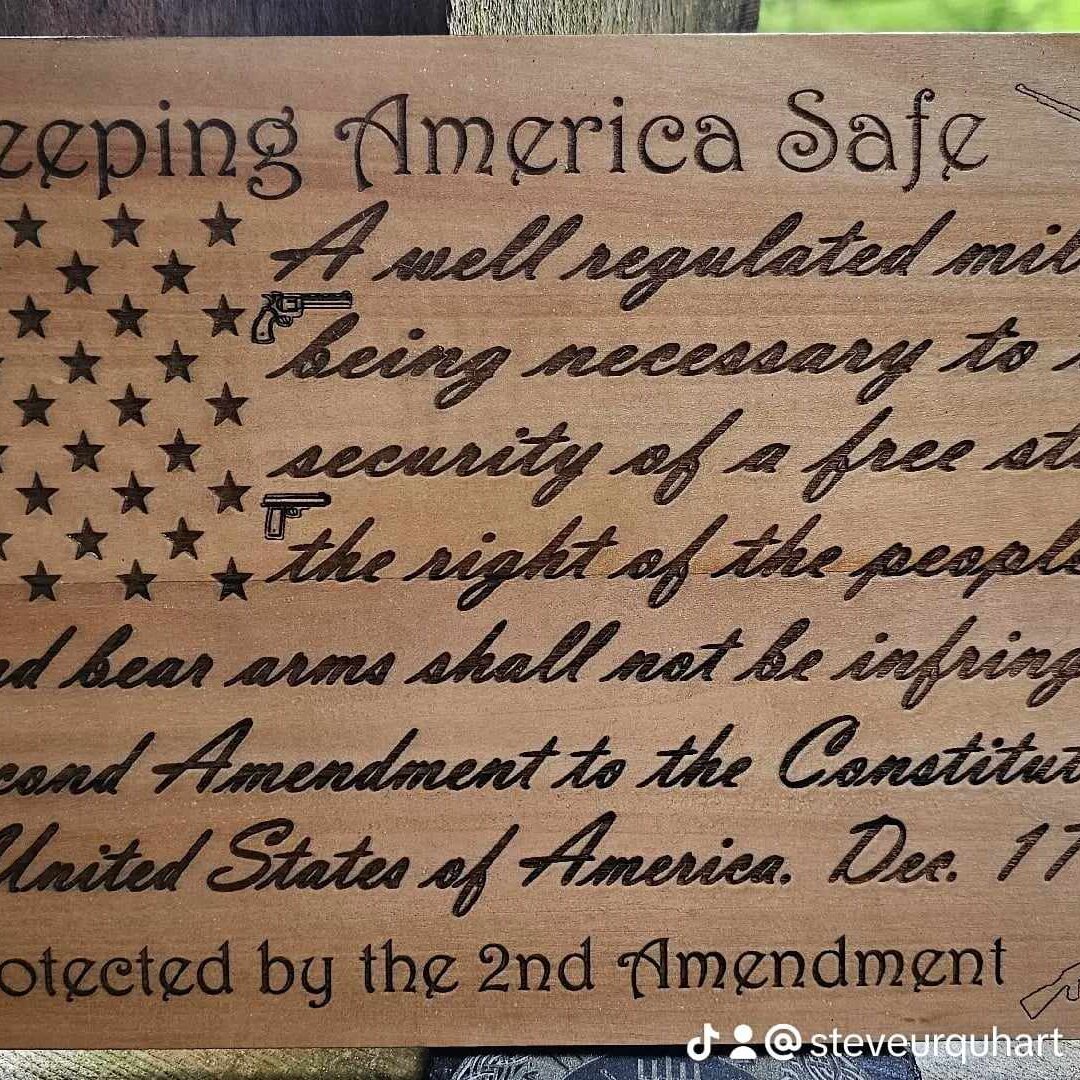 eeping America Safe
A well regulated mil
being necessary to
security of a free st
the right of the people
nd bear arms shall not be infring
cond Amendment to the Constitut
United States of America. Dec. 17
otected by the 2nd Amendment
@steveurquhart